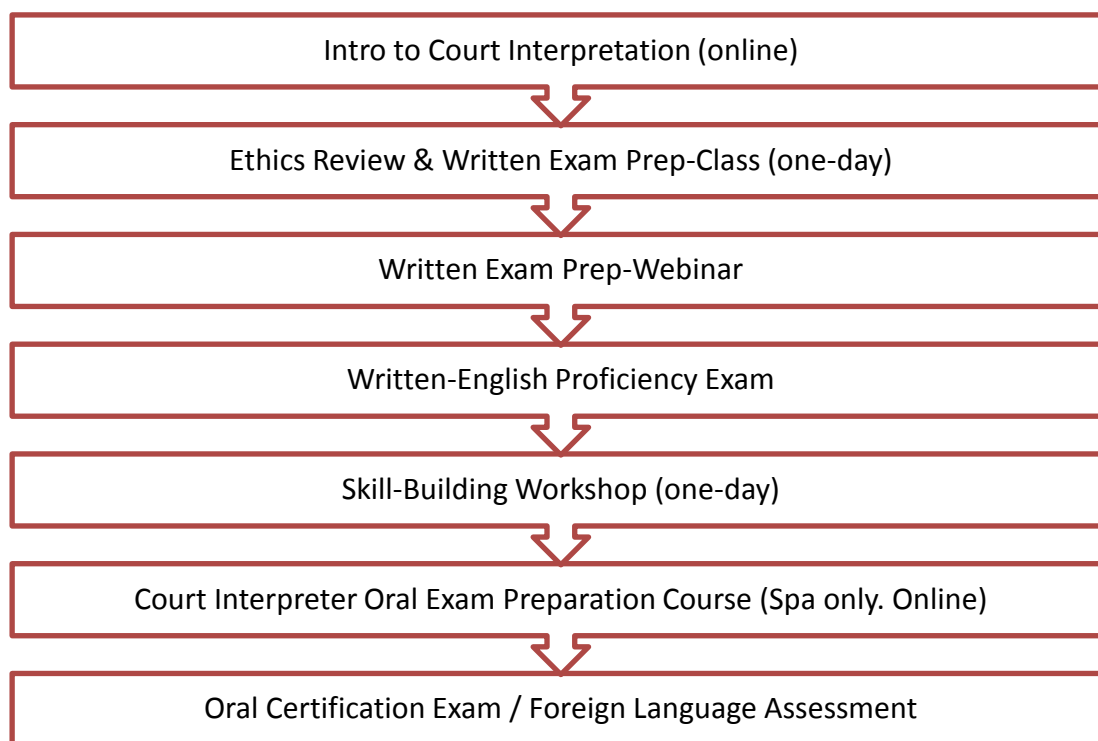 Intro to Court Interpretation (online)
Ethics Review & Written Exam Prep-Class (one-day)
Written Exam Prep-Webinar
Written-English Proficiency Exam
Skill-Building Workshop (one-day)
Court Interpreter Oral Exam Preparation Course (Spa only. Online)
Oral Certification Exam / Foreign Language Assessment